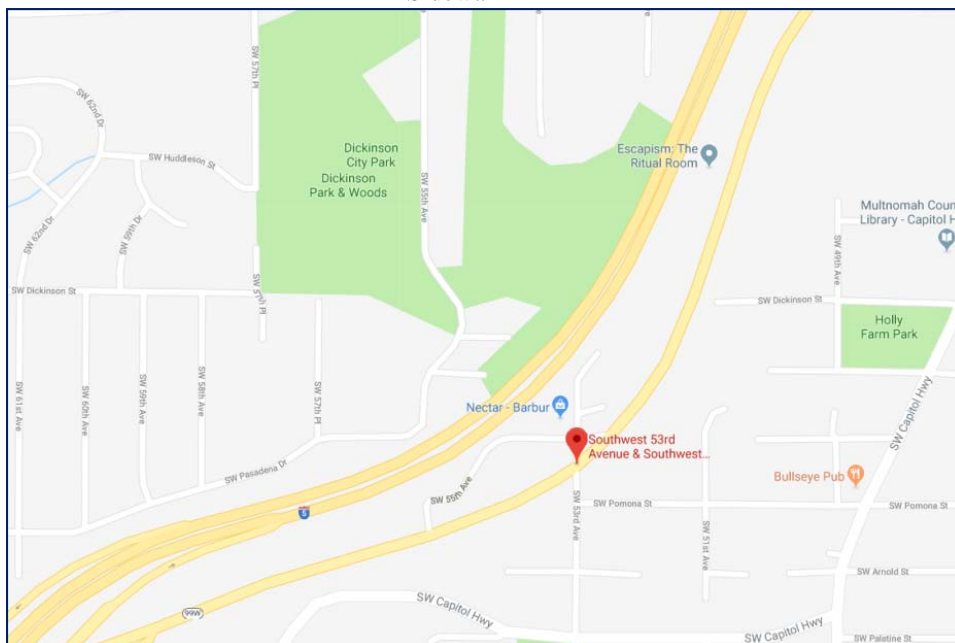 SW 57th Pl
SW 62nd Dr
SW Huddleson St
Dickinson
City Park
Dickinson
Park & Woods
SW 55th Ave
Escapism: The
Ritual Room
Multnomah Coun
Library - Capitol H
SW 62nd Dr
SW 59th Dr
SW 49th Ave
SW Dickinson St
SW 57th Pl
SW Dickinson St
Holly
Farm Park
SW 61st Ave
SW 60th Ave
SW 59th Ave
SW 58th Ave
SW 57th Pl
SW Capitol Hwy
Nectar - Barbur
Southwest 53rd
Avenue & Southwest...
SW Pasadena Dr
SW 55th Ave
Bullseye Pub
5
SW 53rd Ave
SW Pomona St
SW Pomona St
SW 51st Ave
SW Arnold St
99W
SW Capitol Hwy
SW Capitol Hwy
SW Palatine St